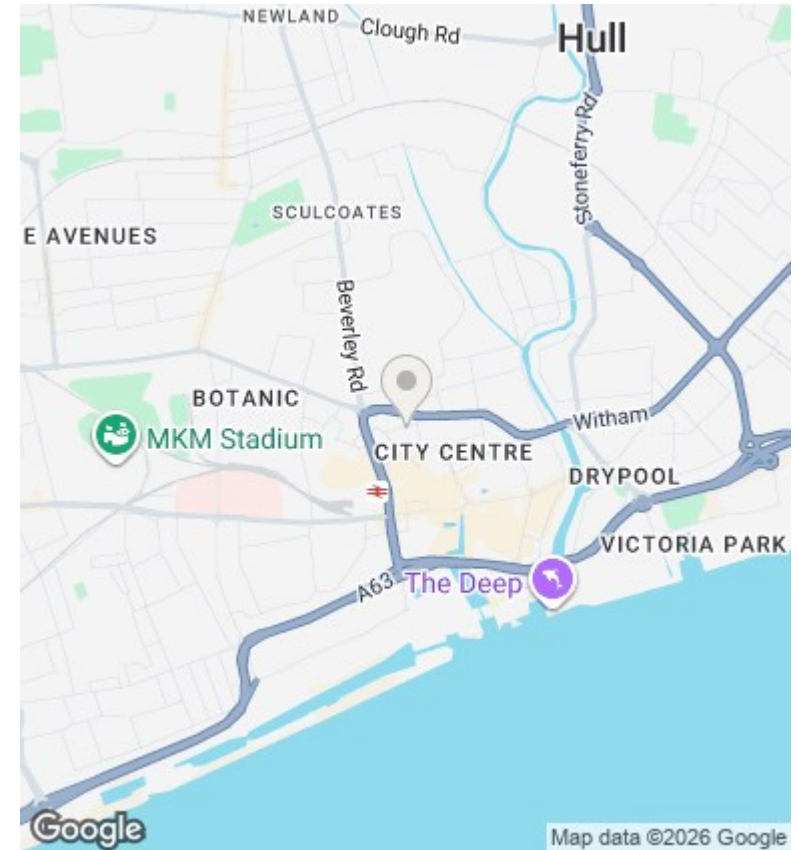 NEWLAND
Clough Rd
Hull
Stoneferry Rd
SCULCOATES
E AVENUES
Beverley Rd
BOTANIC
MKM Stadium
Witham
CITY CENTRE
DRYPOOL
VICTORIA PARK
A63
The Deep
Google
Map data ©2026 Google